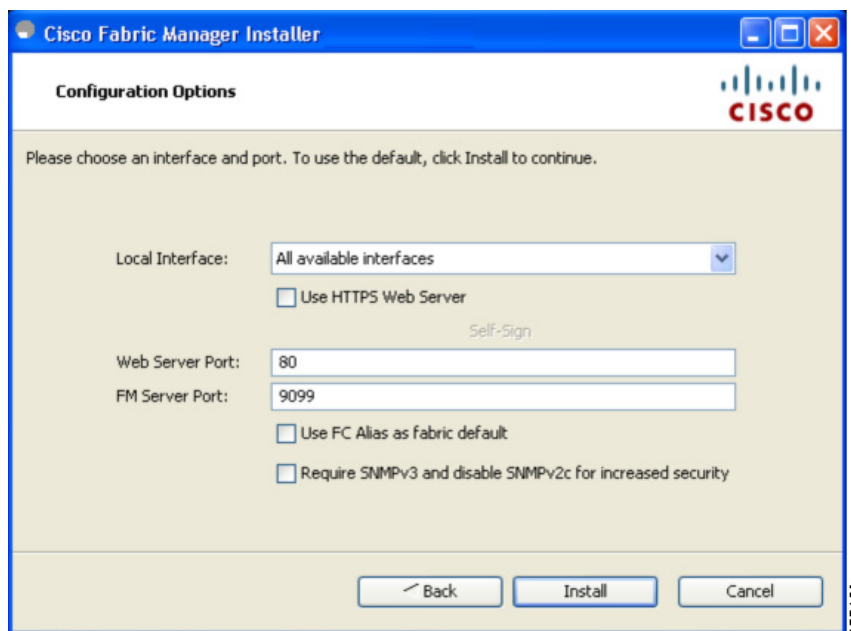 Cisco Fabric Manager Installer
Configuration Options
CISCO
Please choose an interface and port. To use the default, click Install to continue.
Local Interface: All available interfaces
Use HTTPS Web Server
Self-Sign
Web Server Port: 80
FM Server Port: 9099
Use FC Alias as fabric default
Require SNMPv3 and disable SNMPv2c for increased security
Back Install Cancel